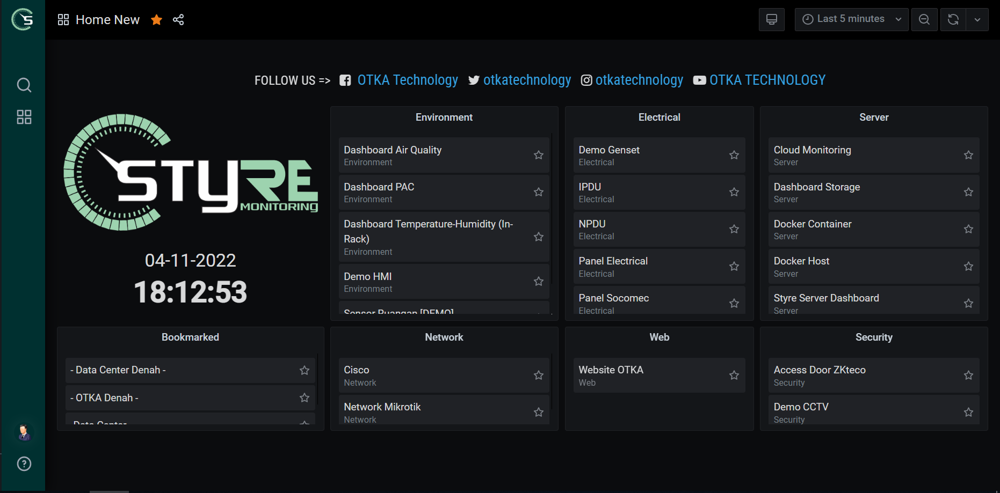 Home New
Last 5 minutes
FOLLOW US => OTKA Technology otkatechnology otkatechnology OTKA TECHNOLOGY
STYRE
MONITORING
04-11-2022
18:12:53
Environment
Dashboard Air Quality
Environment
Dashboard PAC
Environment
Dashboard Temperature-Humidity (In-
Rack)
Environment
Demo HMI
Environment
Sensor Ruangan [DEMO]
Electrical
Demo Genset
Electrical
IPDU
Electrical
NPDU
Electrical
Panel Electrical
Electrical
Panel Socomec
Electrical
Server
Cloud Monitoring
Server
Dashboard Storage
Server
Docker Container
Server
Docker Host
Server
Styre Server Dashboard
Server
Bookmarked
- Data Center Denah -
- OTKA Denah -
Data Center
Network
Cisco
Network
Network Mikrotik
Network
Web
Website OTKA
Web
Security
Access Door ZKteco
Security
Demo CCTV
Security